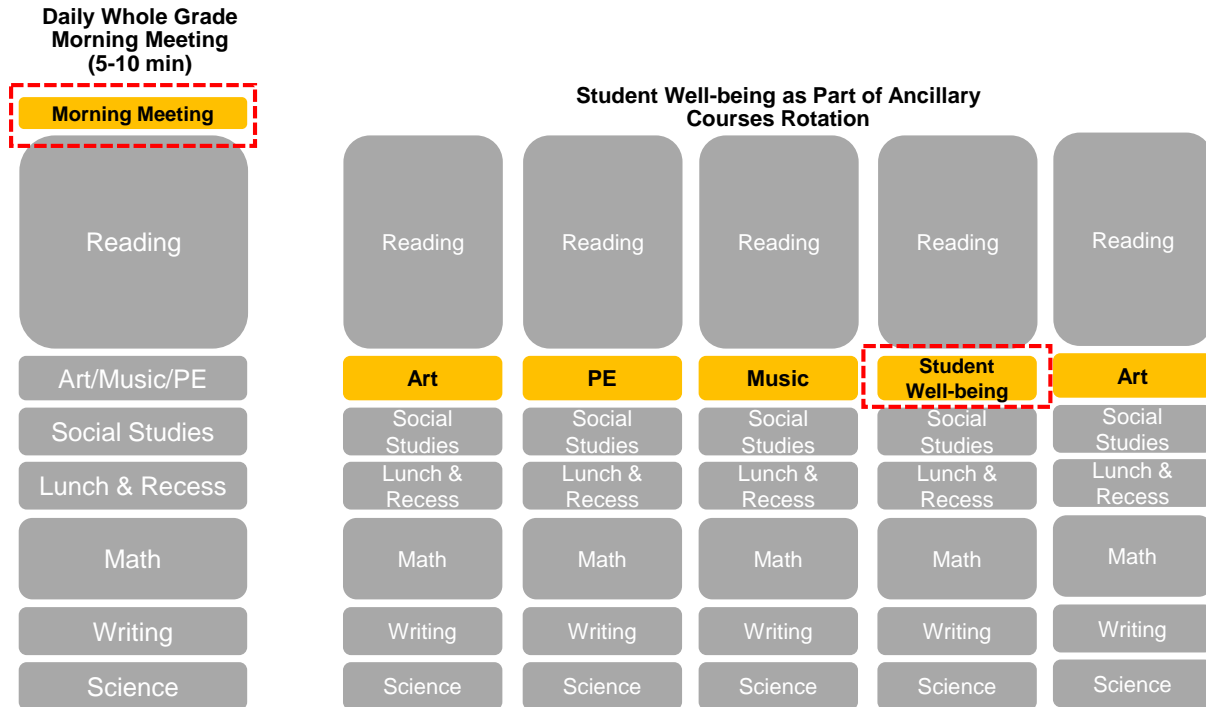 Daily Whole Grade
Morning Meeting
(5-10 min)
Morning Meeting
Reading
Art/Music/PE
Social Studies
Lunch & Recess
Math
Writing
Science
Student Well-being as Part of Ancillary
Courses Rotation
Reading
Reading
Reading
Reading
Reading
Art
PE
Music
Student
Well-being
Art
Social
Studies
Social
Studies
Social
Studies
Social
Studies
Social
Studies
Lunch &
Recess
Lunch &
Recess
Lunch &
Recess
Lunch &
Recess
Lunch &
Recess
Math
Math
Math
Math
Math
Writing
Writing
Writing
Writing
Writing
Science
Science
Science
Science
Science